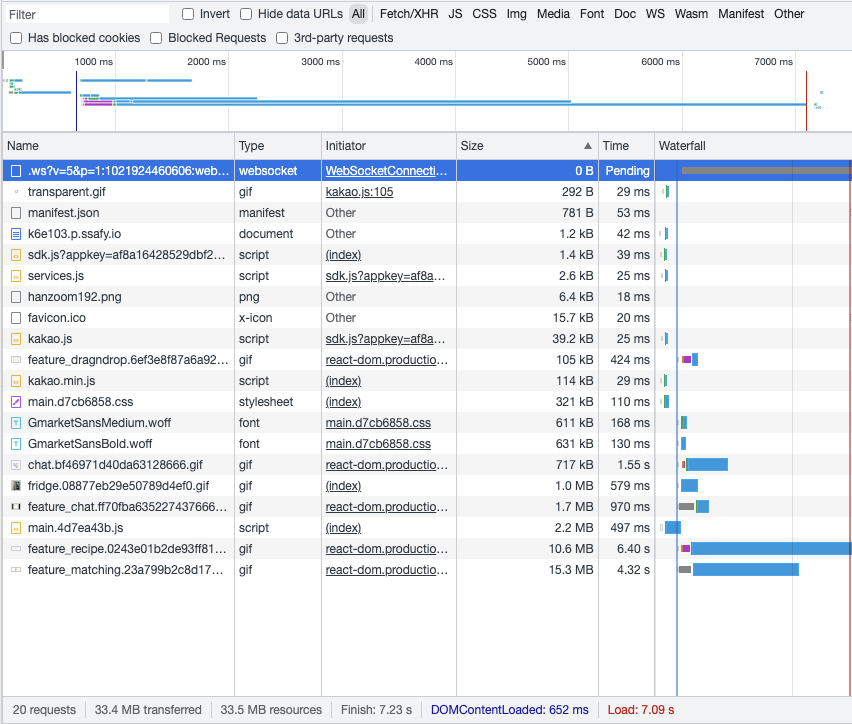 Filter Invert Hide data URLs All Fetch/XHR JS CSS Img Media Font Doc WS Wasm Manifest Other
Has blocked cookies Blocked Requests 3rd-party requests
1000 ms 2000 ms 3000 ms 4000 ms 5000 ms 6000 ms 7000 ms
Name Type Initiator Size ▲ Time Waterfall
.ws?v=5&p=1:1021924460606:web... websocket WebSocketConnecti... 0 B Pending
transparent.gif gif kakao.js:105 292 B 29 ms
manifest.json manifest Other 781 B 53 ms
k6e103.p.ssafy.io document Other 1.2 kB 42 ms
sdk.js?appkey=af8a16428529dbf2... script (index) 1.4 kB 39 ms
services.js script sdk.js?appkey=af8a... 2.6 kB 25 ms
hanzoom192.png png Other 6.4 kB 18 ms
favicon.ico x-icon Other 15.7 kB 20 ms
kakao.js script sdk.js?appkey=af8a... 39.2 kB 25 ms
feature_dragndrop.6ef3e8f87a6a92... gif react-dom.productio... 105 kB 424 ms
kakao.min.js script (index) 114 kB 29 ms
main.d7cb6858.css stylesheet (index) 321 kB 110 ms
GmarketSansMedium.woff font main.d7cb6858.css 611 kB 168 ms
GmarketSansBold.woff font main.d7cb6858.css 631 kB 130 ms
chat.bf46971d40da63128666.gif gif react-dom.productio... 717 kB 1.55 s
fridge.08877eb29e50789d4ef0.gif gif (index) 1.0 MB 579 ms
feature_chat.ff70fba635227437666... gif react-dom.productio... 1.7 MB 970 ms
main.4d7ea43b.js script (index) 2.2 MB 497 ms
feature_recipe.0243e01b2de93ff81... gif react-dom.productio... 10.6 MB 6.40 s
feature_matching.23a799b2c8d17... gif react-dom.productio... 15.3 MB 4.32 s
20 requests 33.4 MB transferred 33.5 MB resources Finish: 7.23 s DOMContentLoaded: 652 ms Load: 7.09 s